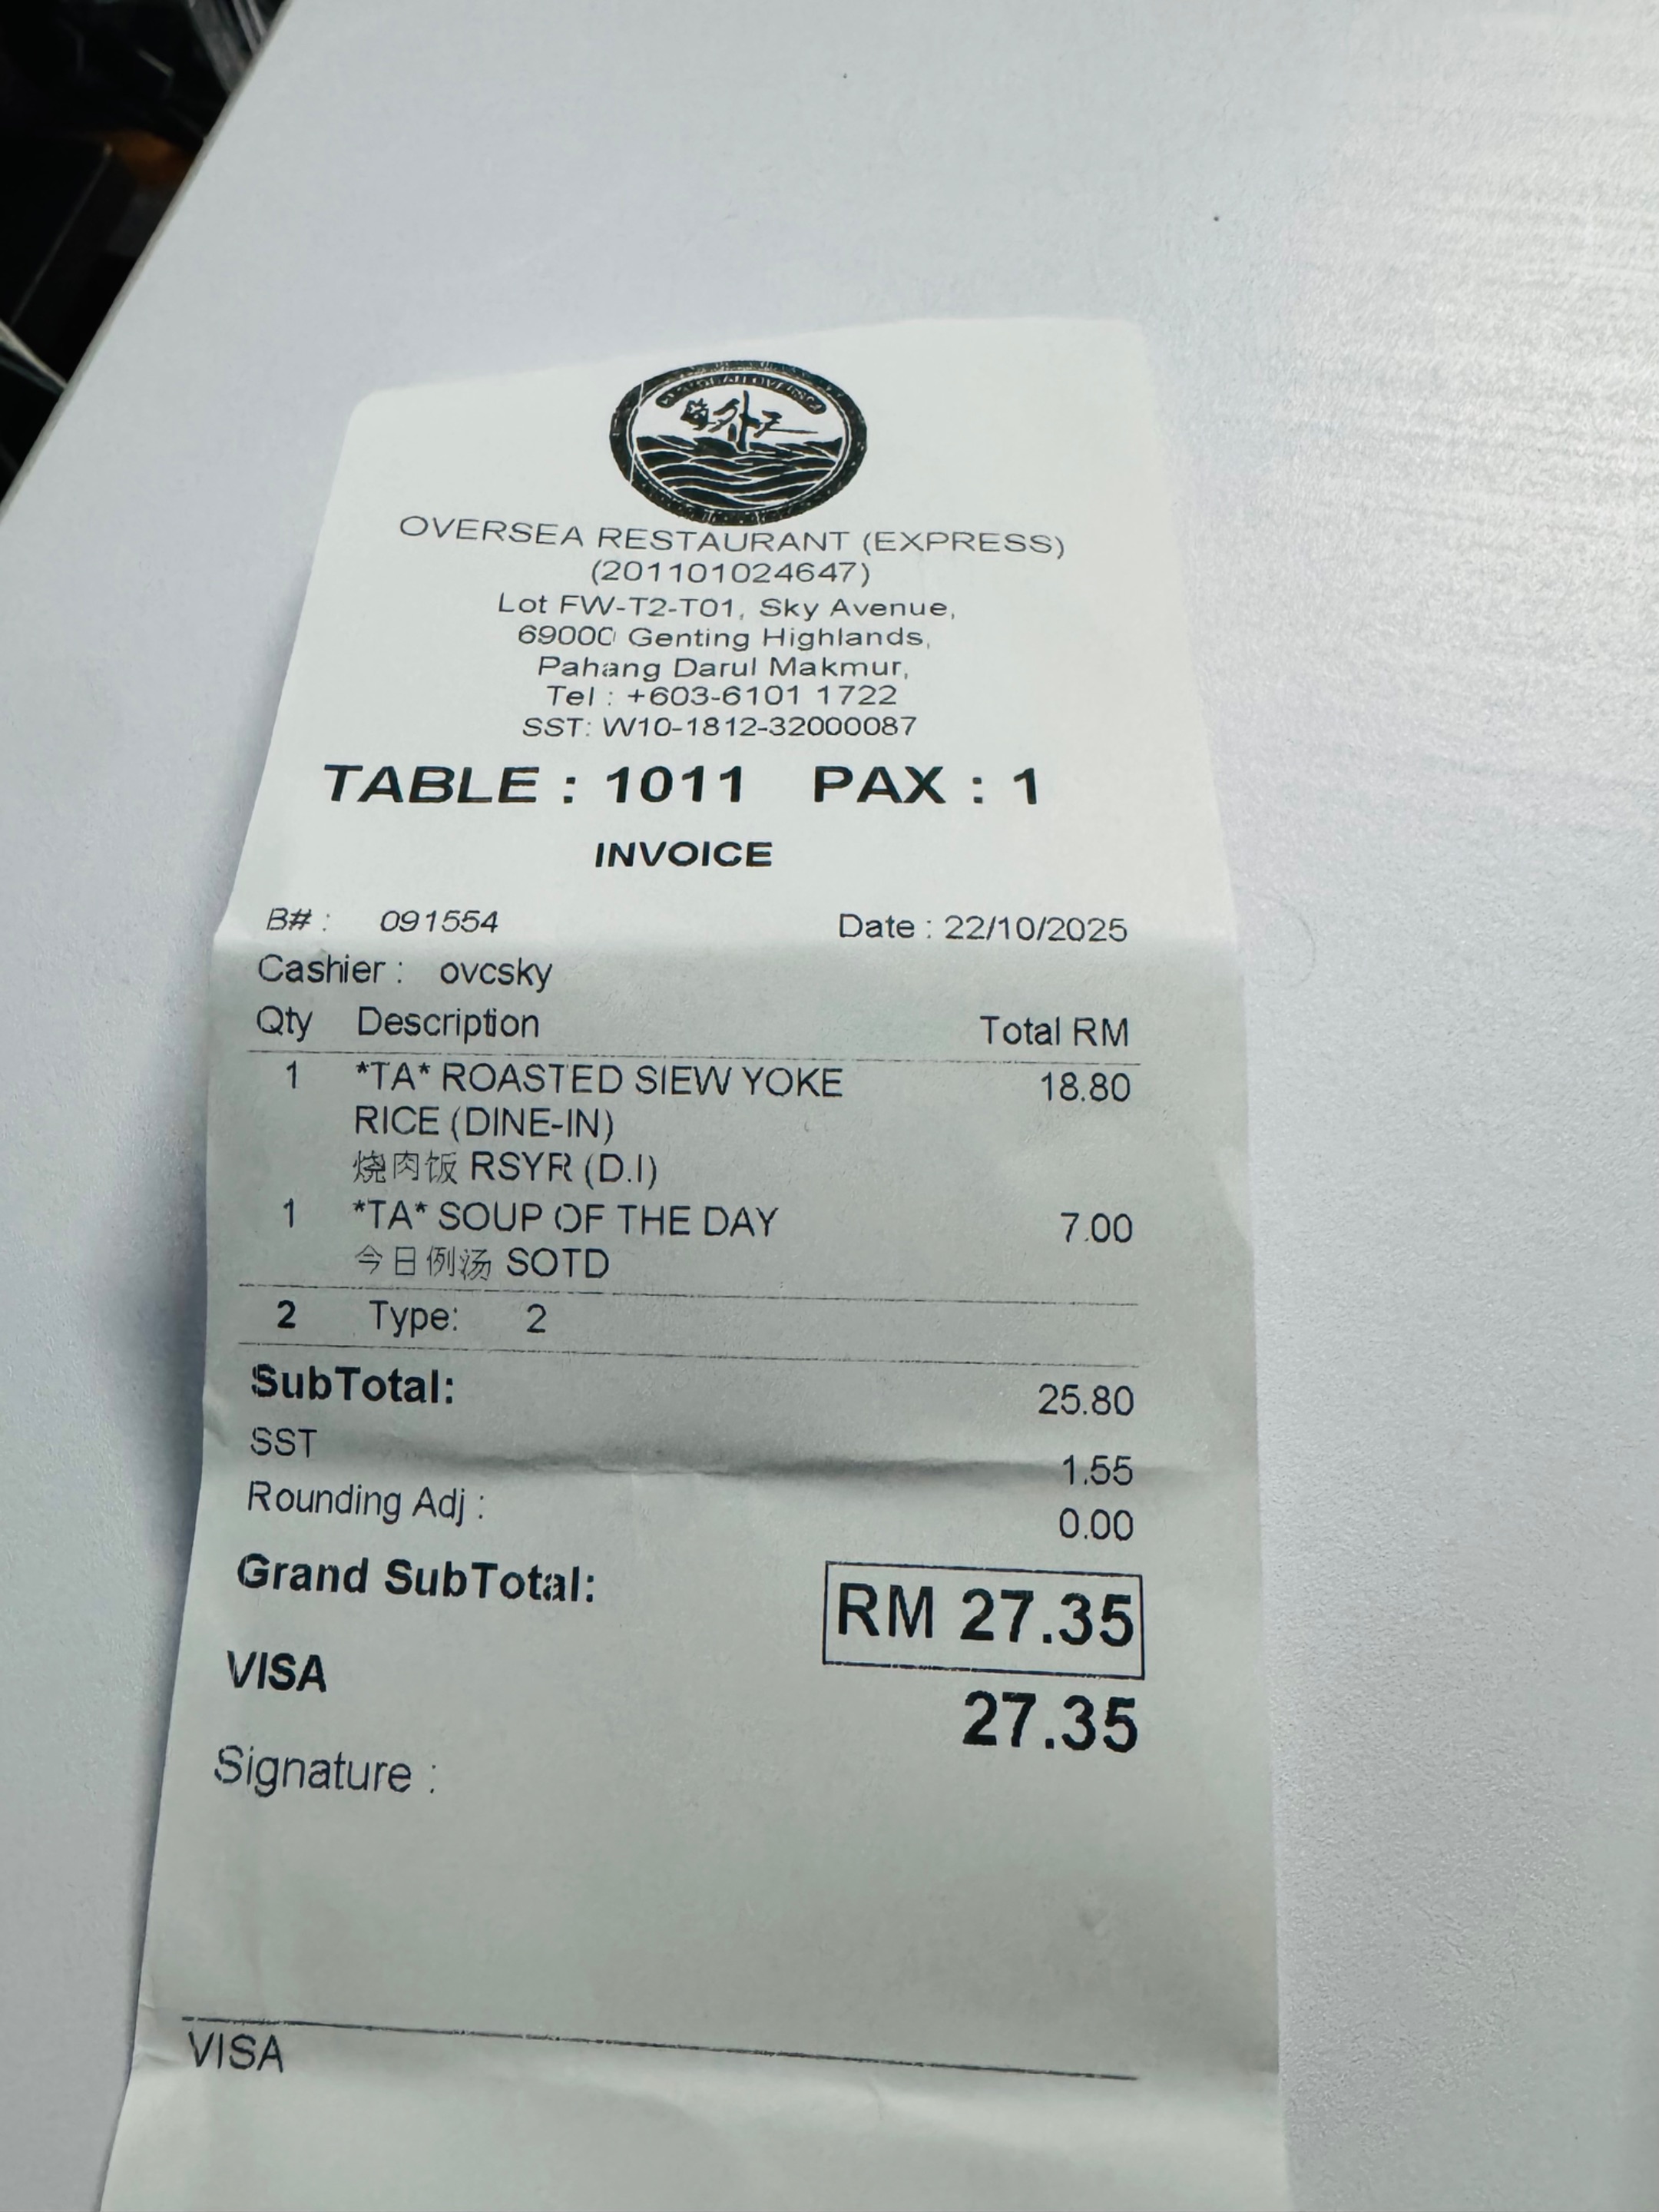 海外天
OVERSEA RESTAURANT (EXPRESS)
(201101024647)
Lot FW-T2-T01, Sky Avenue,
69000 Genting Highlands,
Pahang Darul Makmur,
Tel : +603-6101 1722
SST: W10-1812-32000087
TABLE : 1011 PAX : 1
INVOICE
B# : 091554 Date : 22/10/2025
Cashier : ovcsky
Qty Description Total RM
1 *TA* ROASTED SIEW YOKE 18.80
RICE (DINE-IN)
烧肉饭 RSYR (D.I)
1 *TA* SOUP OF THE DAY 7.00
今日例汤 SOTD
2 Type: 2
SubTotal: 25.80
SST 1.55
Rounding Adj : 0.00
Grand SubTotal: RM 27.35
VISA 27.35
Signature :
VISA